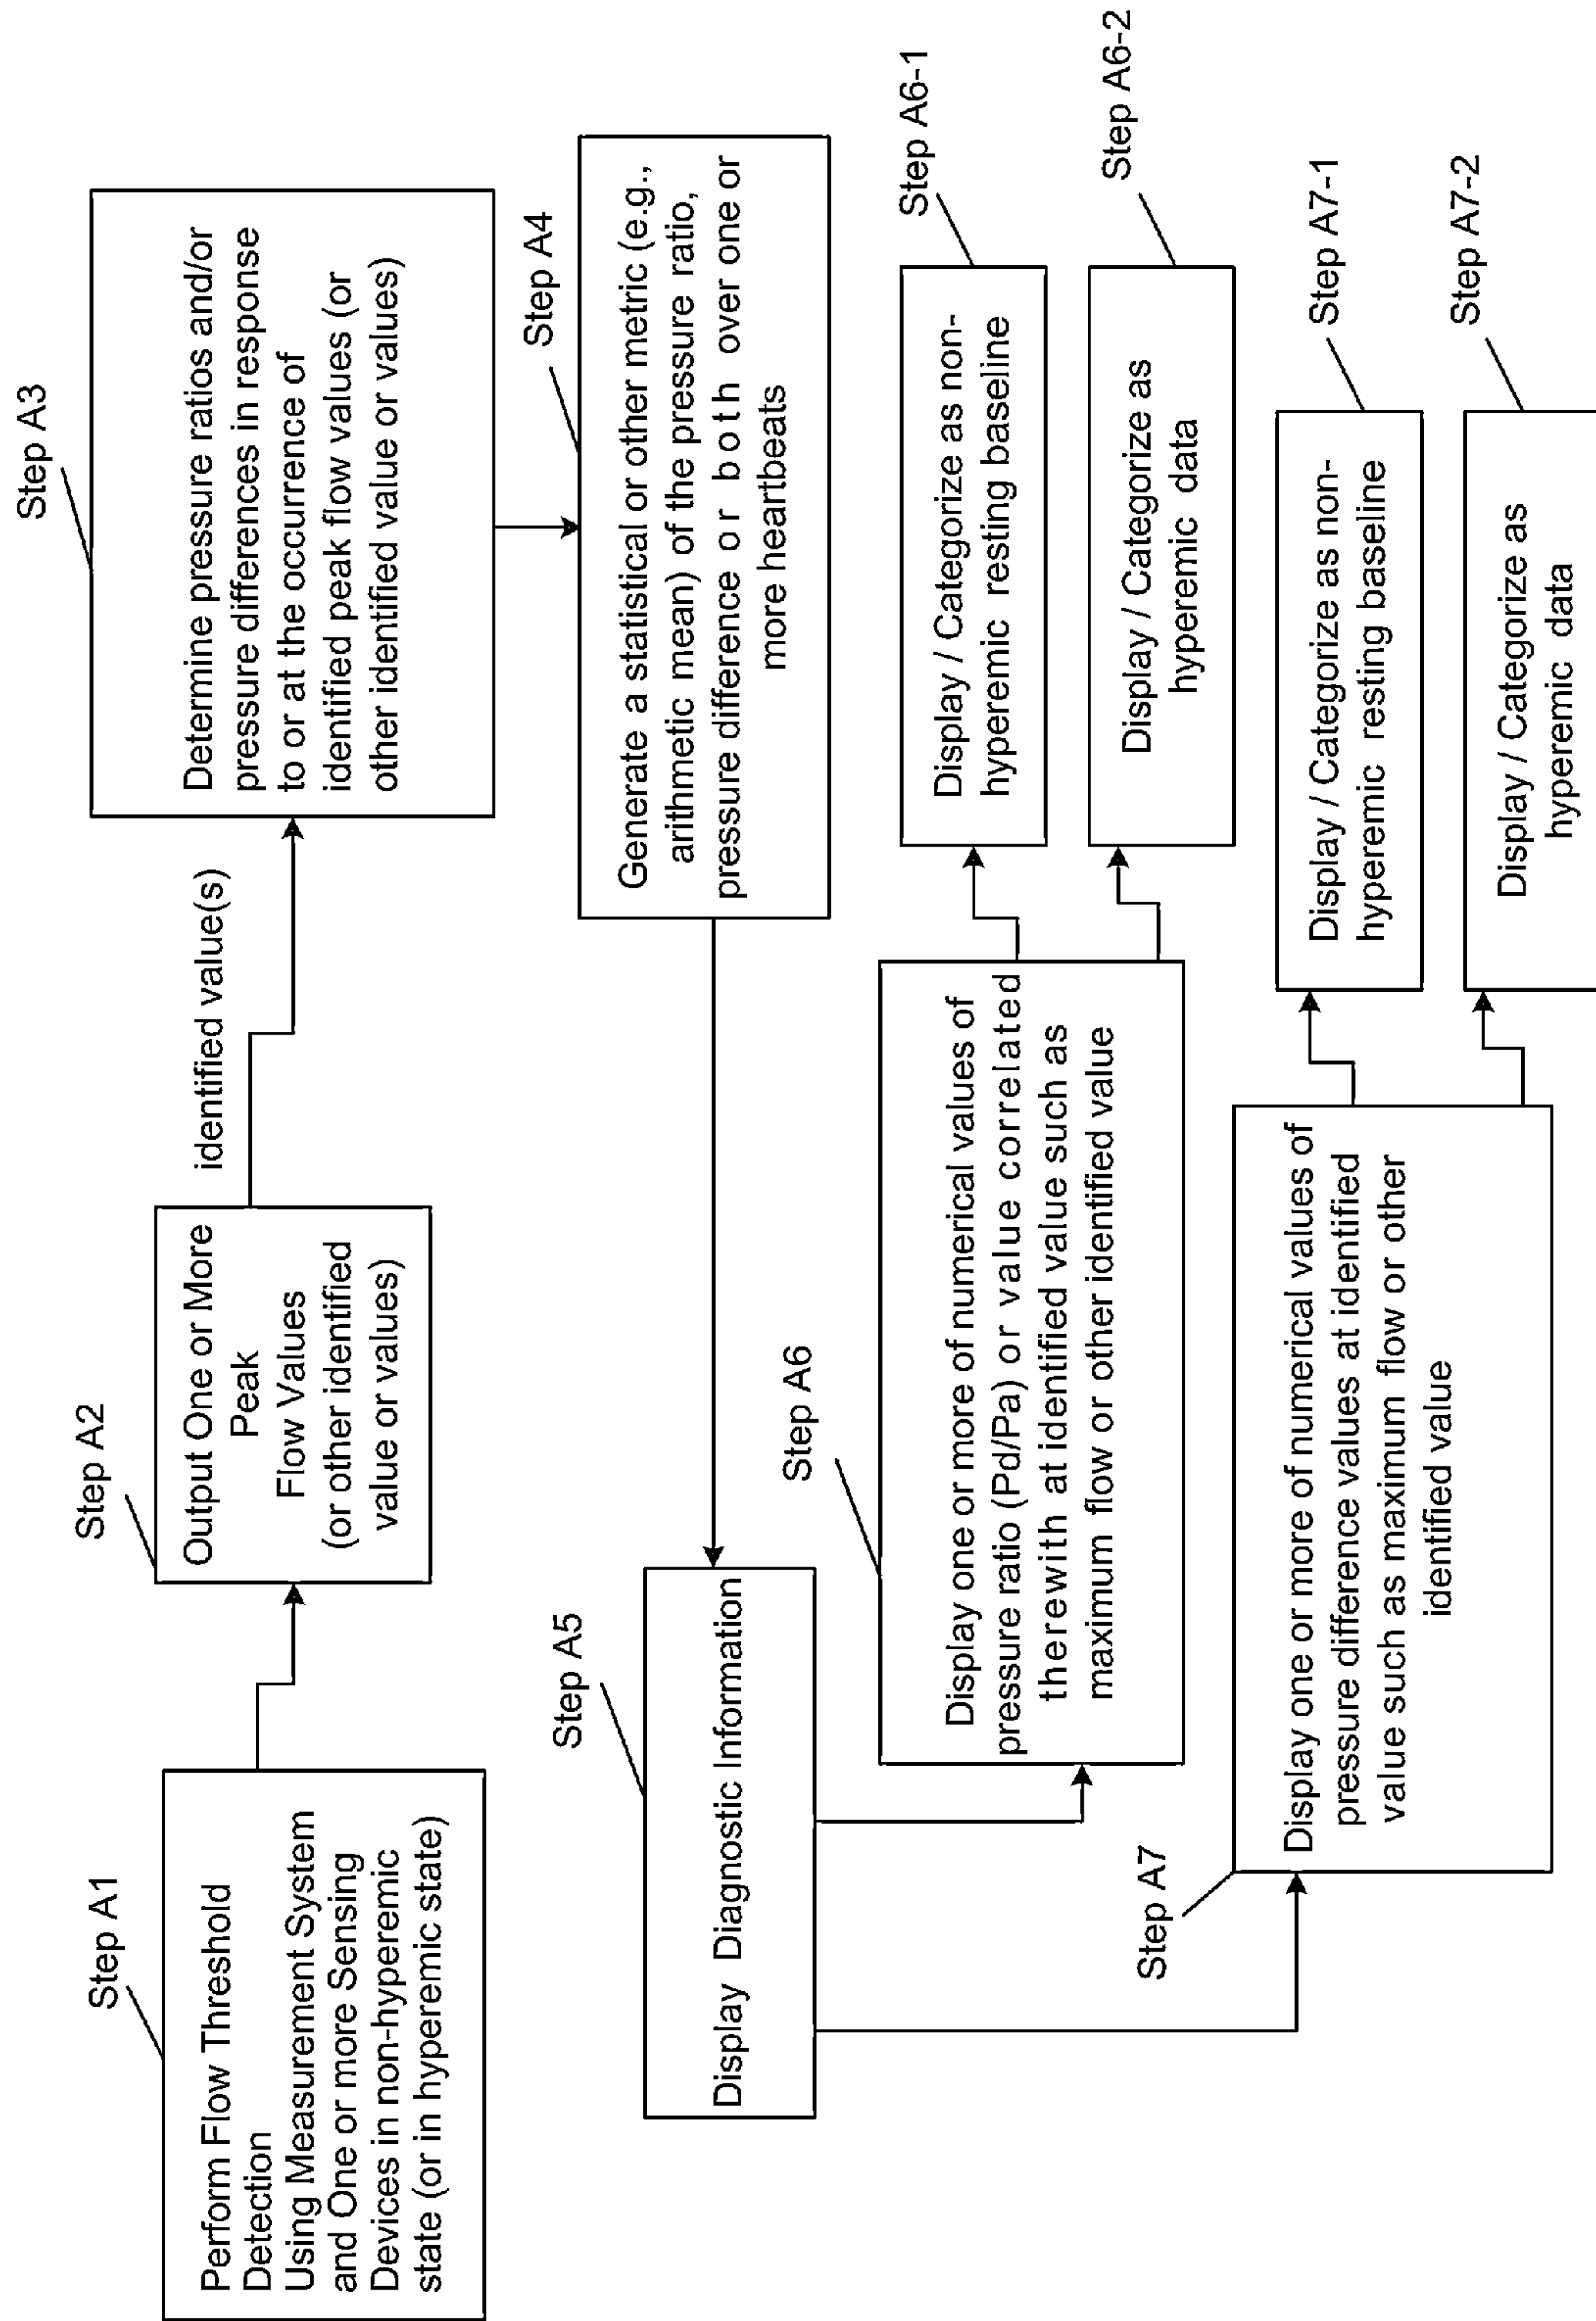 Step A1
Perform Flow Threshold
Detection
Using Measurement System
and One or more Sensing
Devices in non-hyperemic
state (or in hyperemic state)
Step A2
Output One or More
Peak
Flow Values
(or other identified
value or values)
identified value(s)
Step A3
Determine pressure ratios and/or
pressure differences in response
to or at the occurrence of
identified peak flow values (or
other identified value or values)
Step A4
Generate a statistical or other metric (e.g.,
arithmetic mean) of the pressure ratio,
pressure difference or both over one or
more heartbeats
Step A5
Display Diagnostic Information
Step A6
Display one or more of numerical values of
pressure ratio (Pd/Pa) or value correlated
therewith at identified value such as
maximum flow or other identified value
Step A6-1
Display / Categorize as non-
hyperemic resting baseline
Step A6-2
Display / Categorize as
hyperemic data
Step A7
Display one or more of numerical values of
pressure difference values at identified
value such as maximum flow or other
identified value
Step A7-1
Display / Categorize as non-
hyperemic resting baseline
Step A7-2
Display / Categorize as
hyperemic data